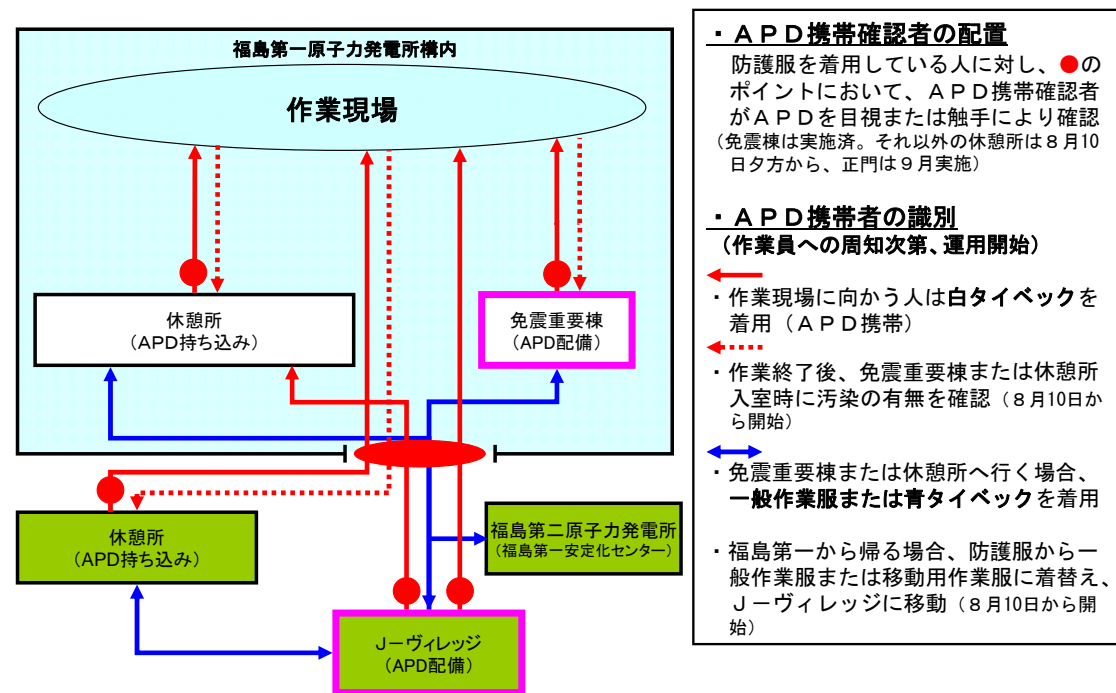 福島第一原子力発電所構内
作業現場
休憩所
（APD持ち込み）
免震重要棟
（APD配備）
休憩所
（APD持ち込み）
福島第二原子力発電所
（福島第一安定化センター）
Ｊーヴィレッジ
（APD配備）
・ＡＰＤ携帯確認者の配置
防護服を着用している人に対し、●の
ポイントにおいて、ＡＰＤ携帯確認者
がＡＰＤを目視または触手により確認
（免震棟は実施済。それ以外の休憩所は８月10
日夕方から、正門は９月実施）
・ＡＰＤ携帯者の識別
（作業員への周知次第、運用開始）
・作業現場に向かう人は白タイベックを
着用（ＡＰＤ携帯）
・作業終了後、免震重要棟または休憩所
入室時に汚染の有無を確認（８月10日か
ら開始）
・免震重要棟または休憩所へ行く場合、
一般作業服または青タイベックを着用
・福島第一から帰る場合、防護服から一
般作業服または移動用作業服に着替え、
Ｊーヴィレッジに移動（８月10日から開
始）